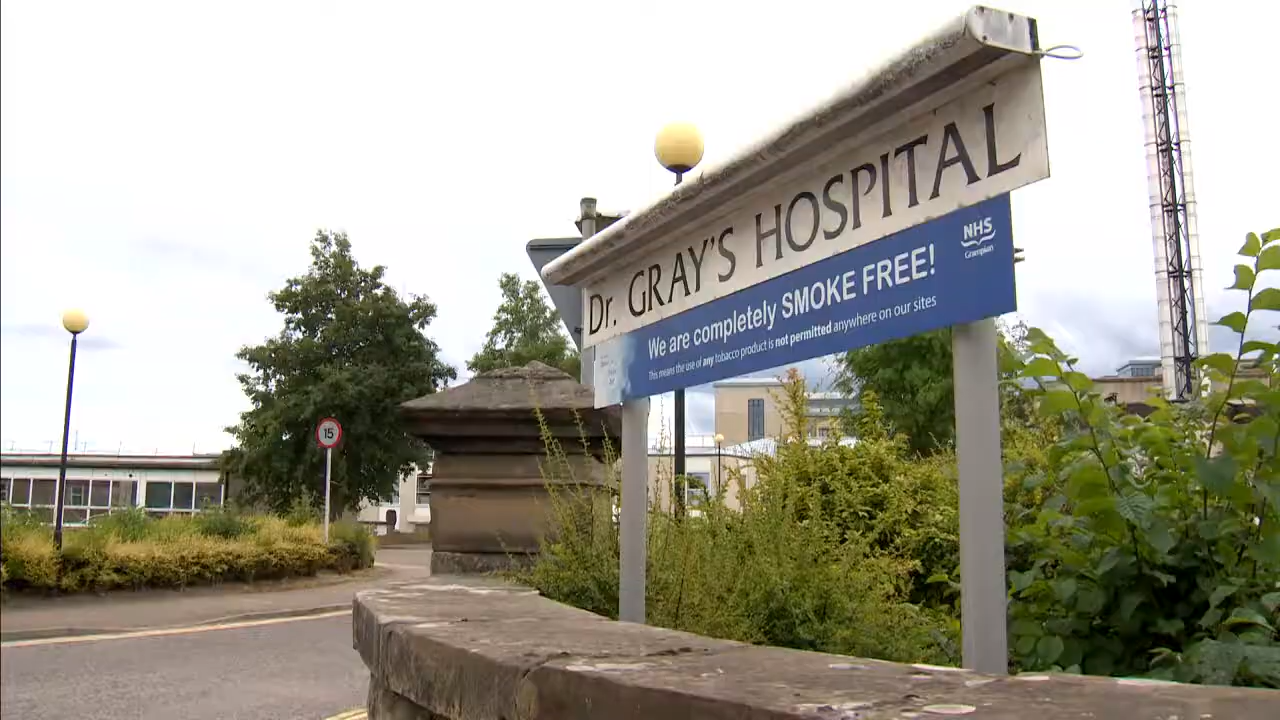 15
Dr. GRAY'S HOSPITAL
NHS
Grampian
We are completely SMOKE FREE!
This means the use of any tobacco product is not permitted anywhere on our sites